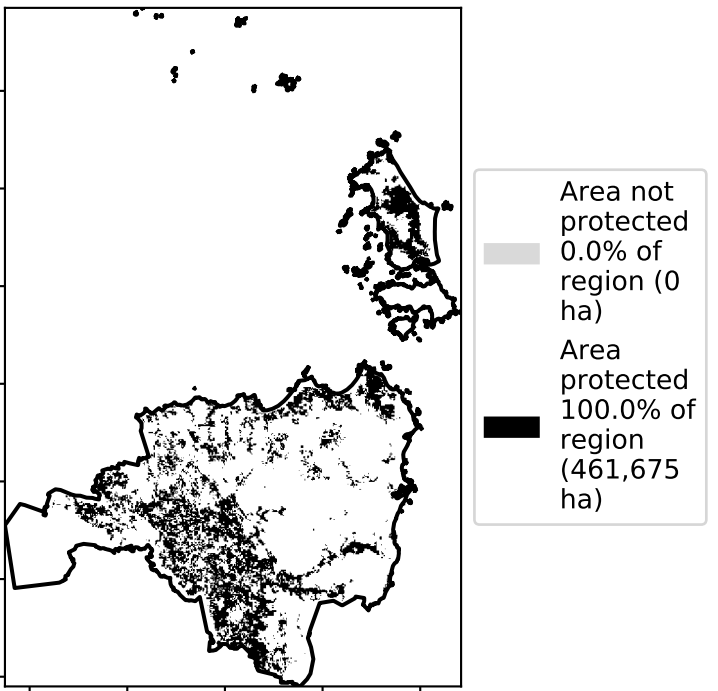 Area not
protected
0.0% of
region (0
ha)
Area
protected
100.0% of
region
(461,675
ha)